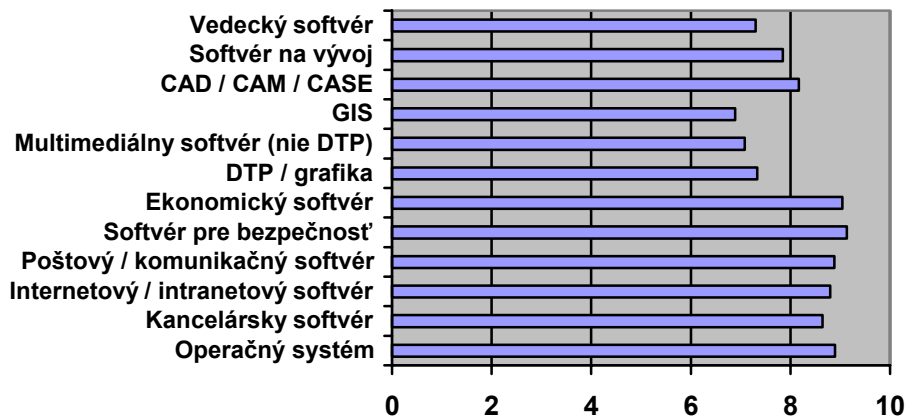 Vedecký softvér
Softvér na vývoj
CAD / CAM / CASE
GIS
Multimediálny softvér (nie DTP)
DTP / grafika
Ekonomický softvér
Softvér pre bezpečnosť
Poštový / komunikačný softvér
Internetový / intranetový softvér
Kancelársky softvér
Operačný systém
0 2 4 6 8 10